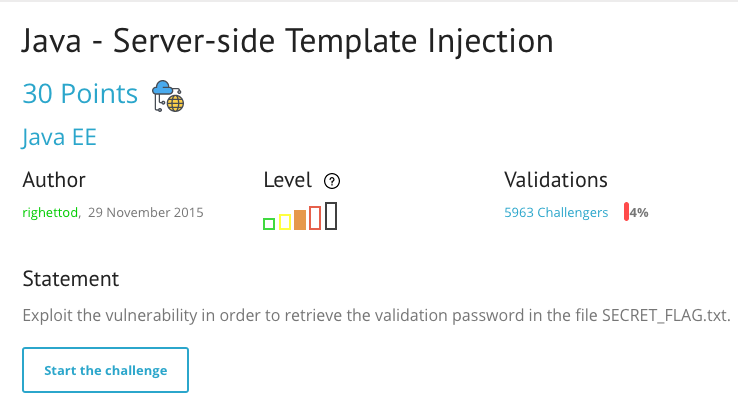 Java - Server-side Template Injection
30 Points
Java EE
Author Level ? Validations
righettod, 29 November 2015 5963 Challengers 4%
Statement
Exploit the vulnerability in order to retrieve the validation password in the file SECRET_FLAG.txt.
Start the challenge